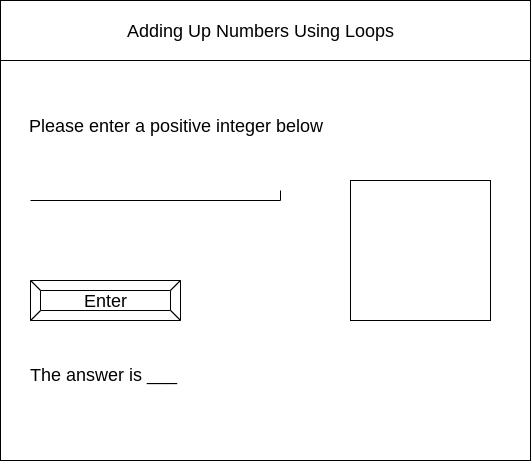 Adding Up Numbers Using Loops
Please enter a positive integer below
Enter
The answer is ___